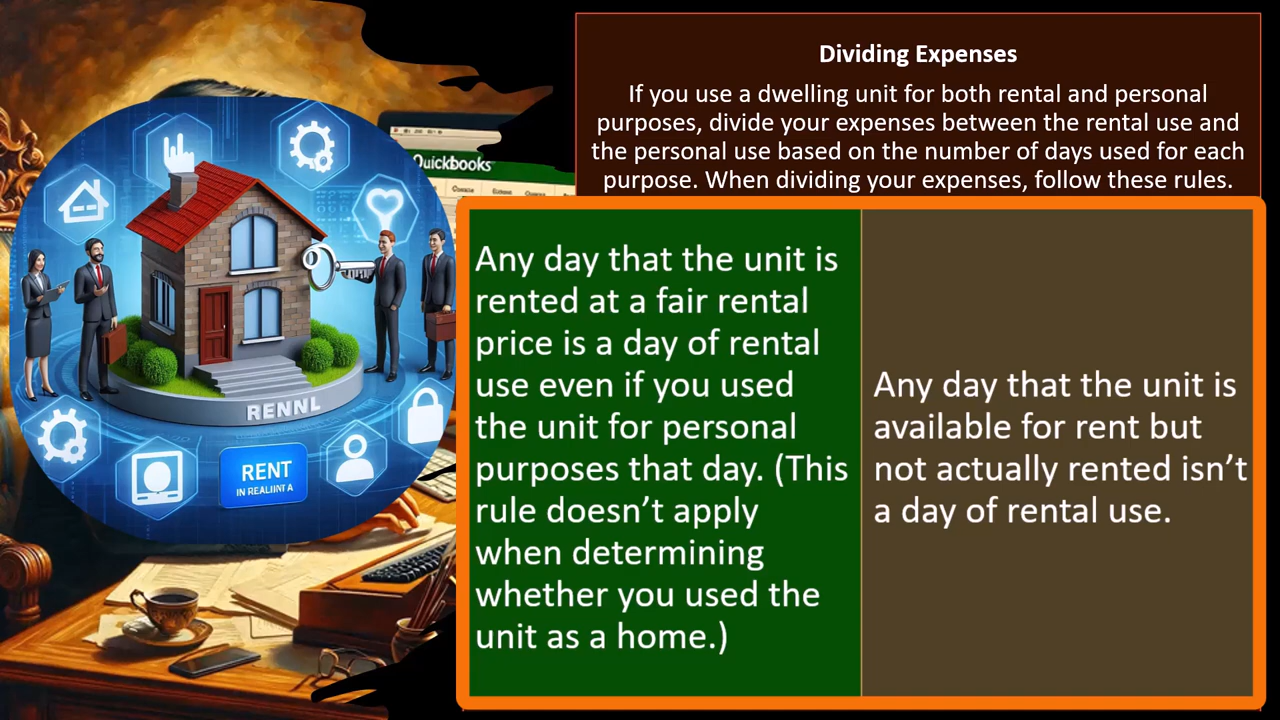 Dividing Expenses
If you use a dwelling unit for both rental and personal
purposes, divide your expenses between the rental use and
the personal use based on the number of days used for each
purpose. When dividing your expenses, follow these rules.
QuickBooks
Any day that the unit is
rented at a fair rental
price is a day of rental
use even if you used
the unit for personal
purposes that day. (This
rule doesn’t apply
when determining
whether you used the
unit as a home.)
Any day that the unit is
available for rent but
not actually rented isn’t
a day of rental use.
RENNL
RENT
IN REALIINT A